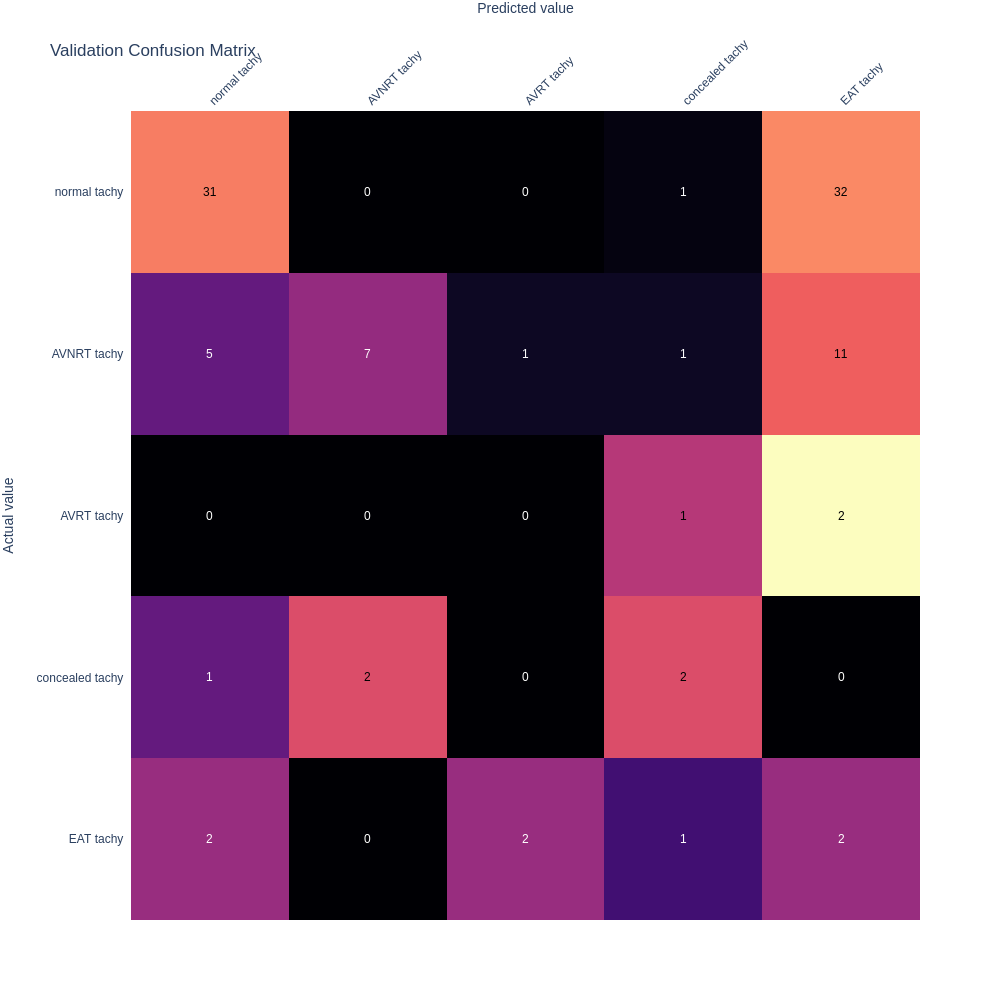 Predicted value
Validation Confusion Matrix
normal tachy AVNRT tachy AVRT tachy concealed tachy EAT tachy
normal tachy 31 0 0 1 32
AVNRT tachy 5 7 1 1 11
Actual value
AVRT tachy 0 0 0 1 2
concealed tachy 1 2 0 2 0
EAT tachy 2 0 2 1 2